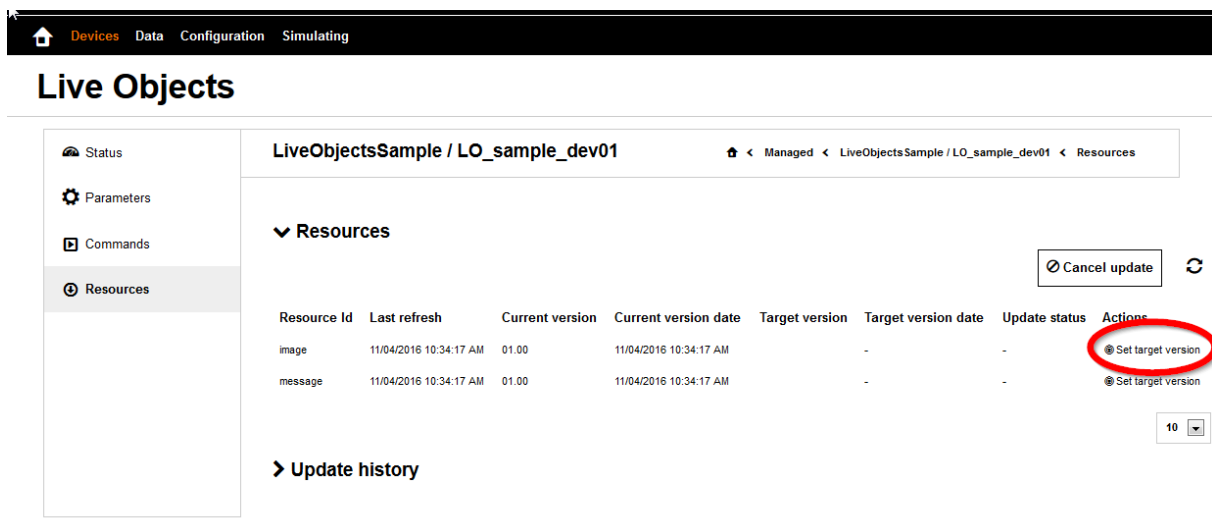 Devices Data Configuration Simulating
Live Objects
Status
Parameters
Commands
Resources
LiveObjectsSample / LO_sample_dev01
Managed < LiveObjectsSample / LO_sample_dev01 < Resources
Resources
Cancel update
Resource Id Last refresh Current version Current version date Target version Target version date Update status Actions
image 11/04/2016 10:34:17 AM 01.00 11/04/2016 10:34:17 AM - - Set target version
message 11/04/2016 10:34:17 AM 01.00 11/04/2016 10:34:17 AM - - Set target version
10
Update history